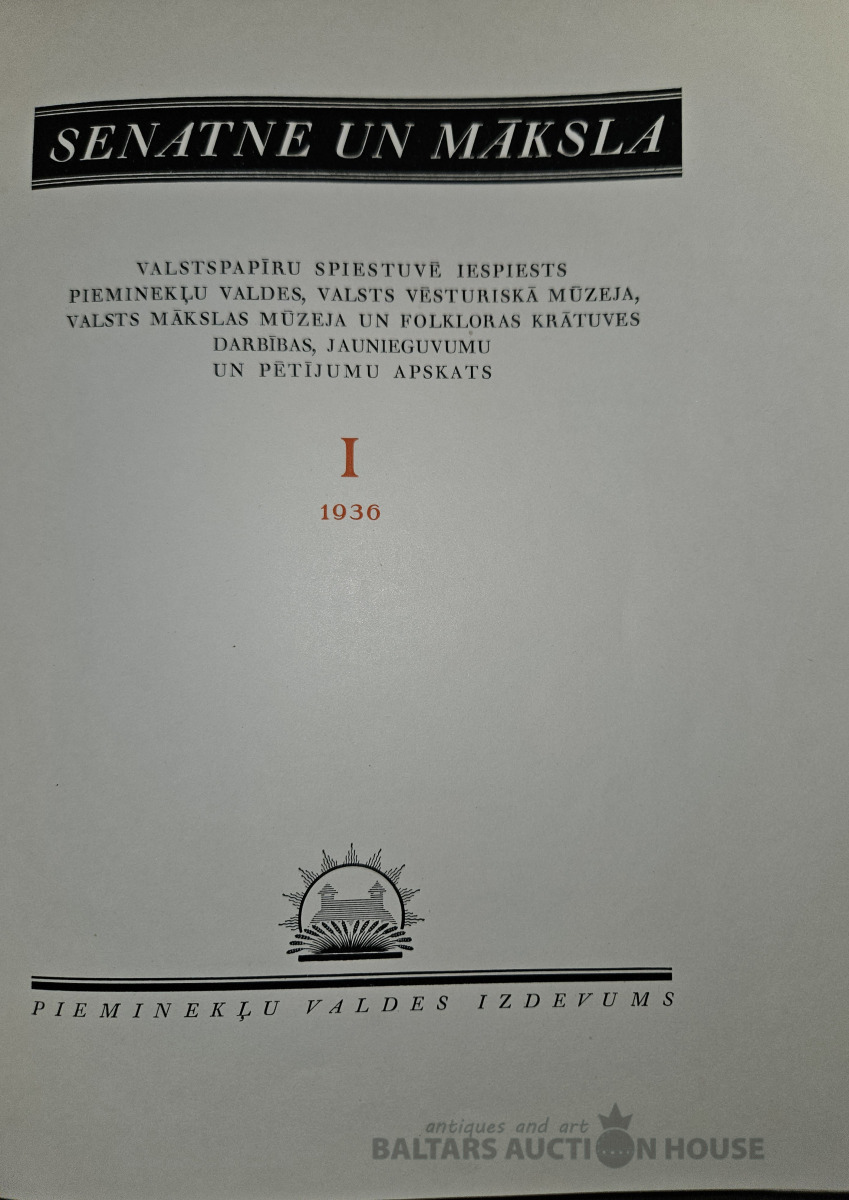 SENATNE UN MĀKSLA
VALSTSPAPĪRU SPIESTUVĒ IESPIESTS
PIEMINEKĻU VALDES, VALSTS VĒSTURISKĀ MŪZEJA,
VALSTS MĀKSLAS MŪZEJA UN FOLKLORAS KRĀTUVES
DARBĪBAS, JAUNIEGUVUMU
UN PĒTĪJUMU APSKATS
I
1936
PIEMINEKĻU VALDES IZDEVUMS
antiques and art
BALTARS AUCTION HOUSE